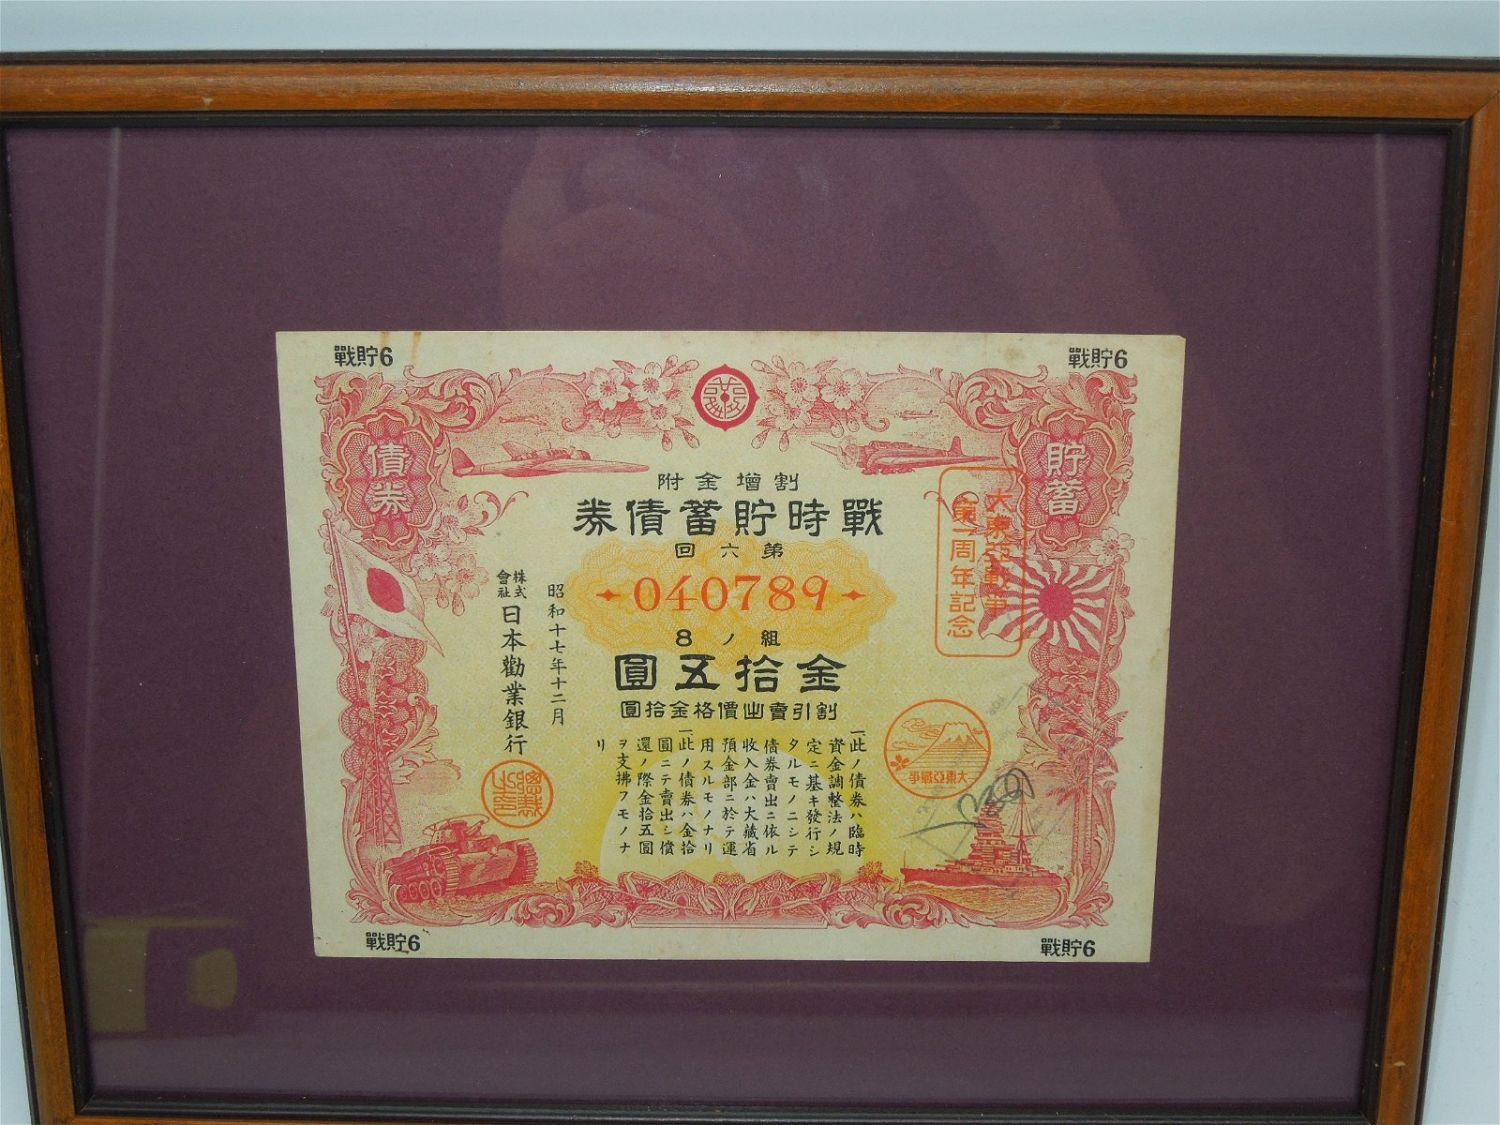 戰貯6
戰貯6
貯蓄
債券
割增金附
戰時貯蓄債券
第六回
040789
組ノ8
金拾五圓
割引賣出價格金拾圓
大東亞戰爭
第一周年記念
大東亞戰爭
一此ノ債券ハ臨時
資金調整法ノ規
定ニ基キ發行シ
タルモノニシテ
債券賣出ニ依ル
收入金ハ大藏省
預金部ニ於テ運
用スルモノナリ
一此ノ債券ハ金拾
圓ニテ賣出シ償
還ノ際金拾五圓
ヲ支拂フモノナ
リ
昭和十七年十二月
株式會社日本勸業銀行
戰貯6
戰貯6